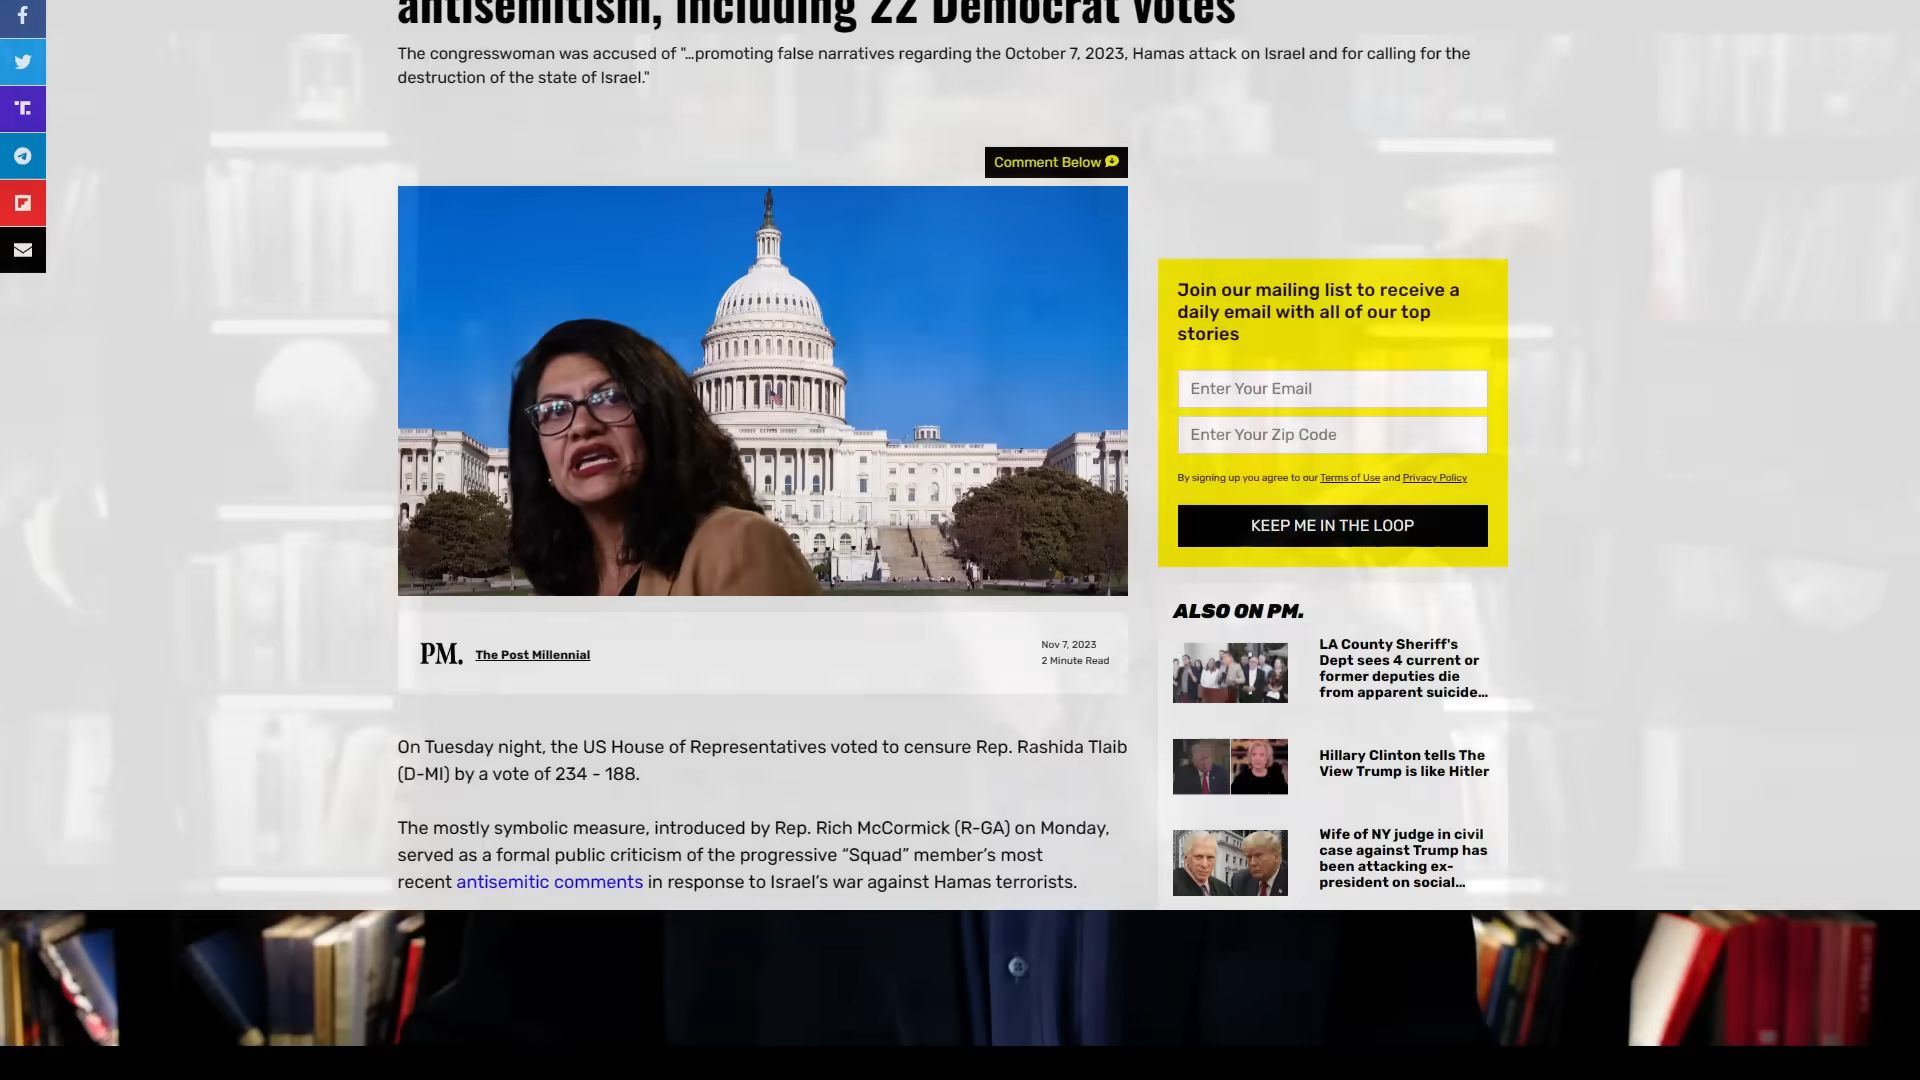 antisemitism, including 22 Democrat votes
The congresswoman was accused of "...promoting false narratives regarding the October 7, 2023, Hamas attack on Israel and for calling for the
destruction of the state of Israel."
Comment Below
Join our mailing list to receive a
daily email with all of our top
stories
Enter Your Email
Enter Your Zip Code
By signing up you agree to our Terms of Use and Privacy Policy
KEEP ME IN THE LOOP
PM. The Post Millennial
Nov 7, 2023
2 Minute Read
On Tuesday night, the US House of Representatives voted to censure Rep. Rashida Tlaib
(D-MI) by a vote of 234 - 188.
The mostly symbolic measure, introduced by Rep. Rich McCormick (R-GA) on Monday,
served as a formal public criticism of the progressive “Squad” member’s most
recent antisemitic comments in response to Israel’s war against Hamas terrorists.
ALSO ON PM.
LA County Sheriff's
Dept sees 4 current or
former deputies die
from apparent suicide...
Hillary Clinton tells The
View Trump is like Hitler
Wife of NY judge in civil
case against Trump has
been attacking ex-
president on social...